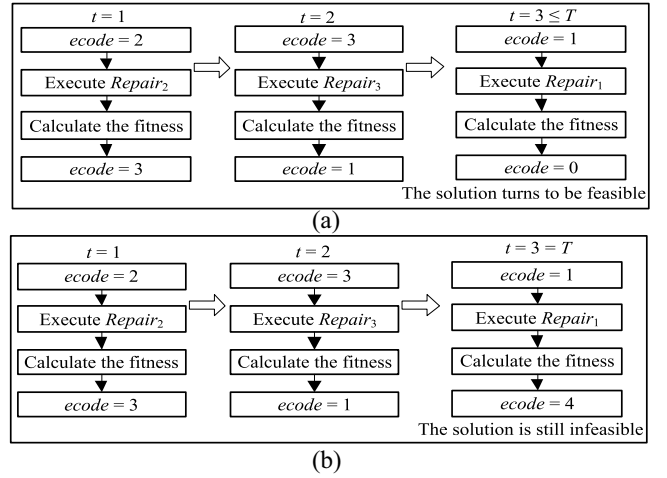 t = 1 t = 2 t = 3 ≤ T
ecode = 2 ecode = 3 ecode = 1
Execute Repair₂ Execute Repair₃ Execute Repair₁
Calculate the fitness Calculate the fitness Calculate the fitness
ecode = 3 ecode = 1 ecode = 0
The solution turns to be feasible
(a)
t = 1 t = 2 t = 3 = T
ecode = 2 ecode = 3 ecode = 1
Execute Repair₂ Execute Repair₃ Execute Repair₁
Calculate the fitness Calculate the fitness Calculate the fitness
ecode = 3 ecode = 1 ecode = 4
The solution is still infeasible
(b)